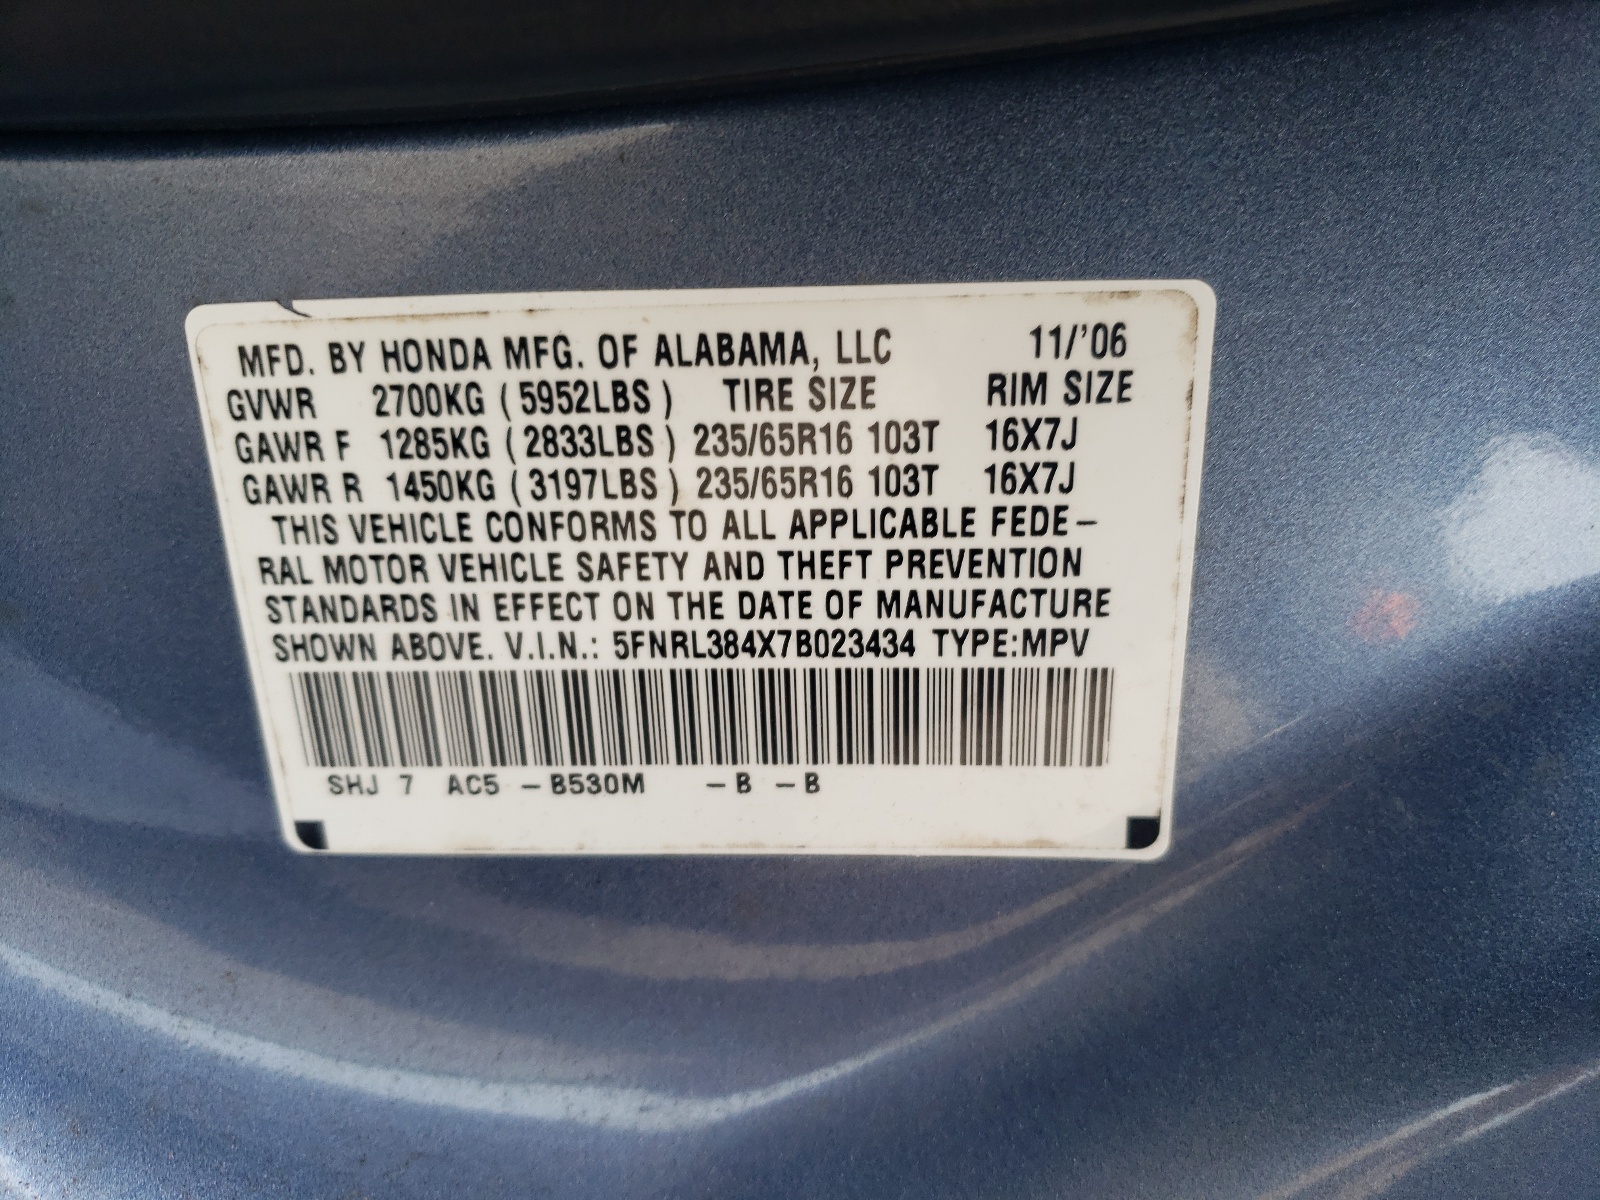 MFD. BY HONDA MFG. OF ALABAMA, LLC 11/'06
GVWR 2700KG ( 5952LBS ) TIRE SIZE RIM SIZE
GAWR F 1285KG ( 2833LBS ) 235/65R16 103T 16X7J
GAWR R 1450KG ( 3197LBS ) 235/65R16 103T 16X7J
THIS VEHICLE CONFORMS TO ALL APPLICABLE FEDE-
RAL MOTOR VEHICLE SAFETY AND THEFT PREVENTION
STANDARDS IN EFFECT ON THE DATE OF MANUFACTURE
SHOWN ABOVE. V.I.N.: 5FNRL384X7B023434 TYPE:MPV
SHJ 7 AC5 - B530M - B - B